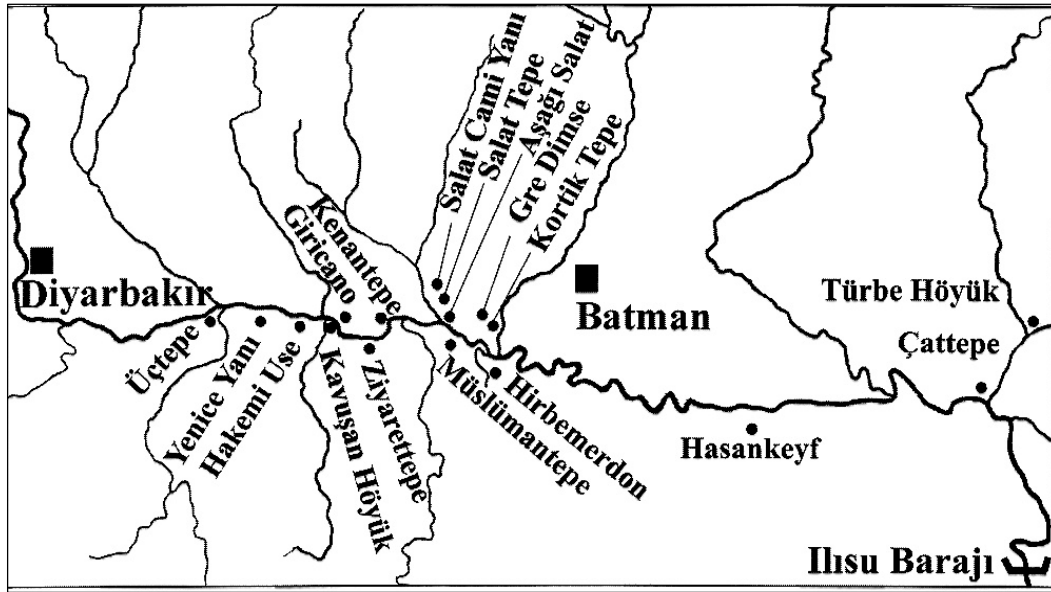 Salat Cami Yanı
Salat Tepe
Aşağı Salat
Gre Dimse
Kortik Tepe
Kenantepe
Giricano
Diyarbakır
Batman
Türbe Höyük
Çattepe
Üçtepe
Yenice Yanı
Hakemi Use
Kavuşan Höyük
Ziyarettepe
Müslümantepe
Hirbemerdon
Hasankeyf
Ilısu Barajı